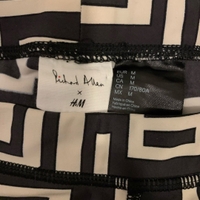 Richard Allan
×
H&M
EUR M
US M
CA M
CN 170/80A
MX M
Made in China